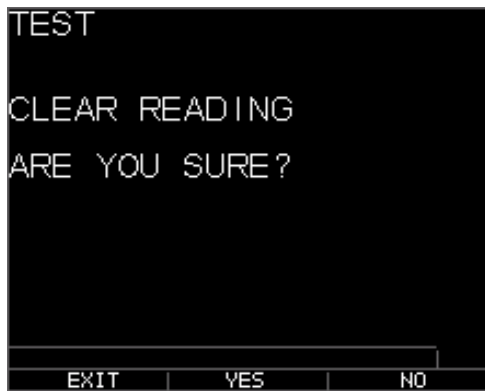 TEST
CLEAR READING
ARE YOU SURE?
EXIT | YES | NO